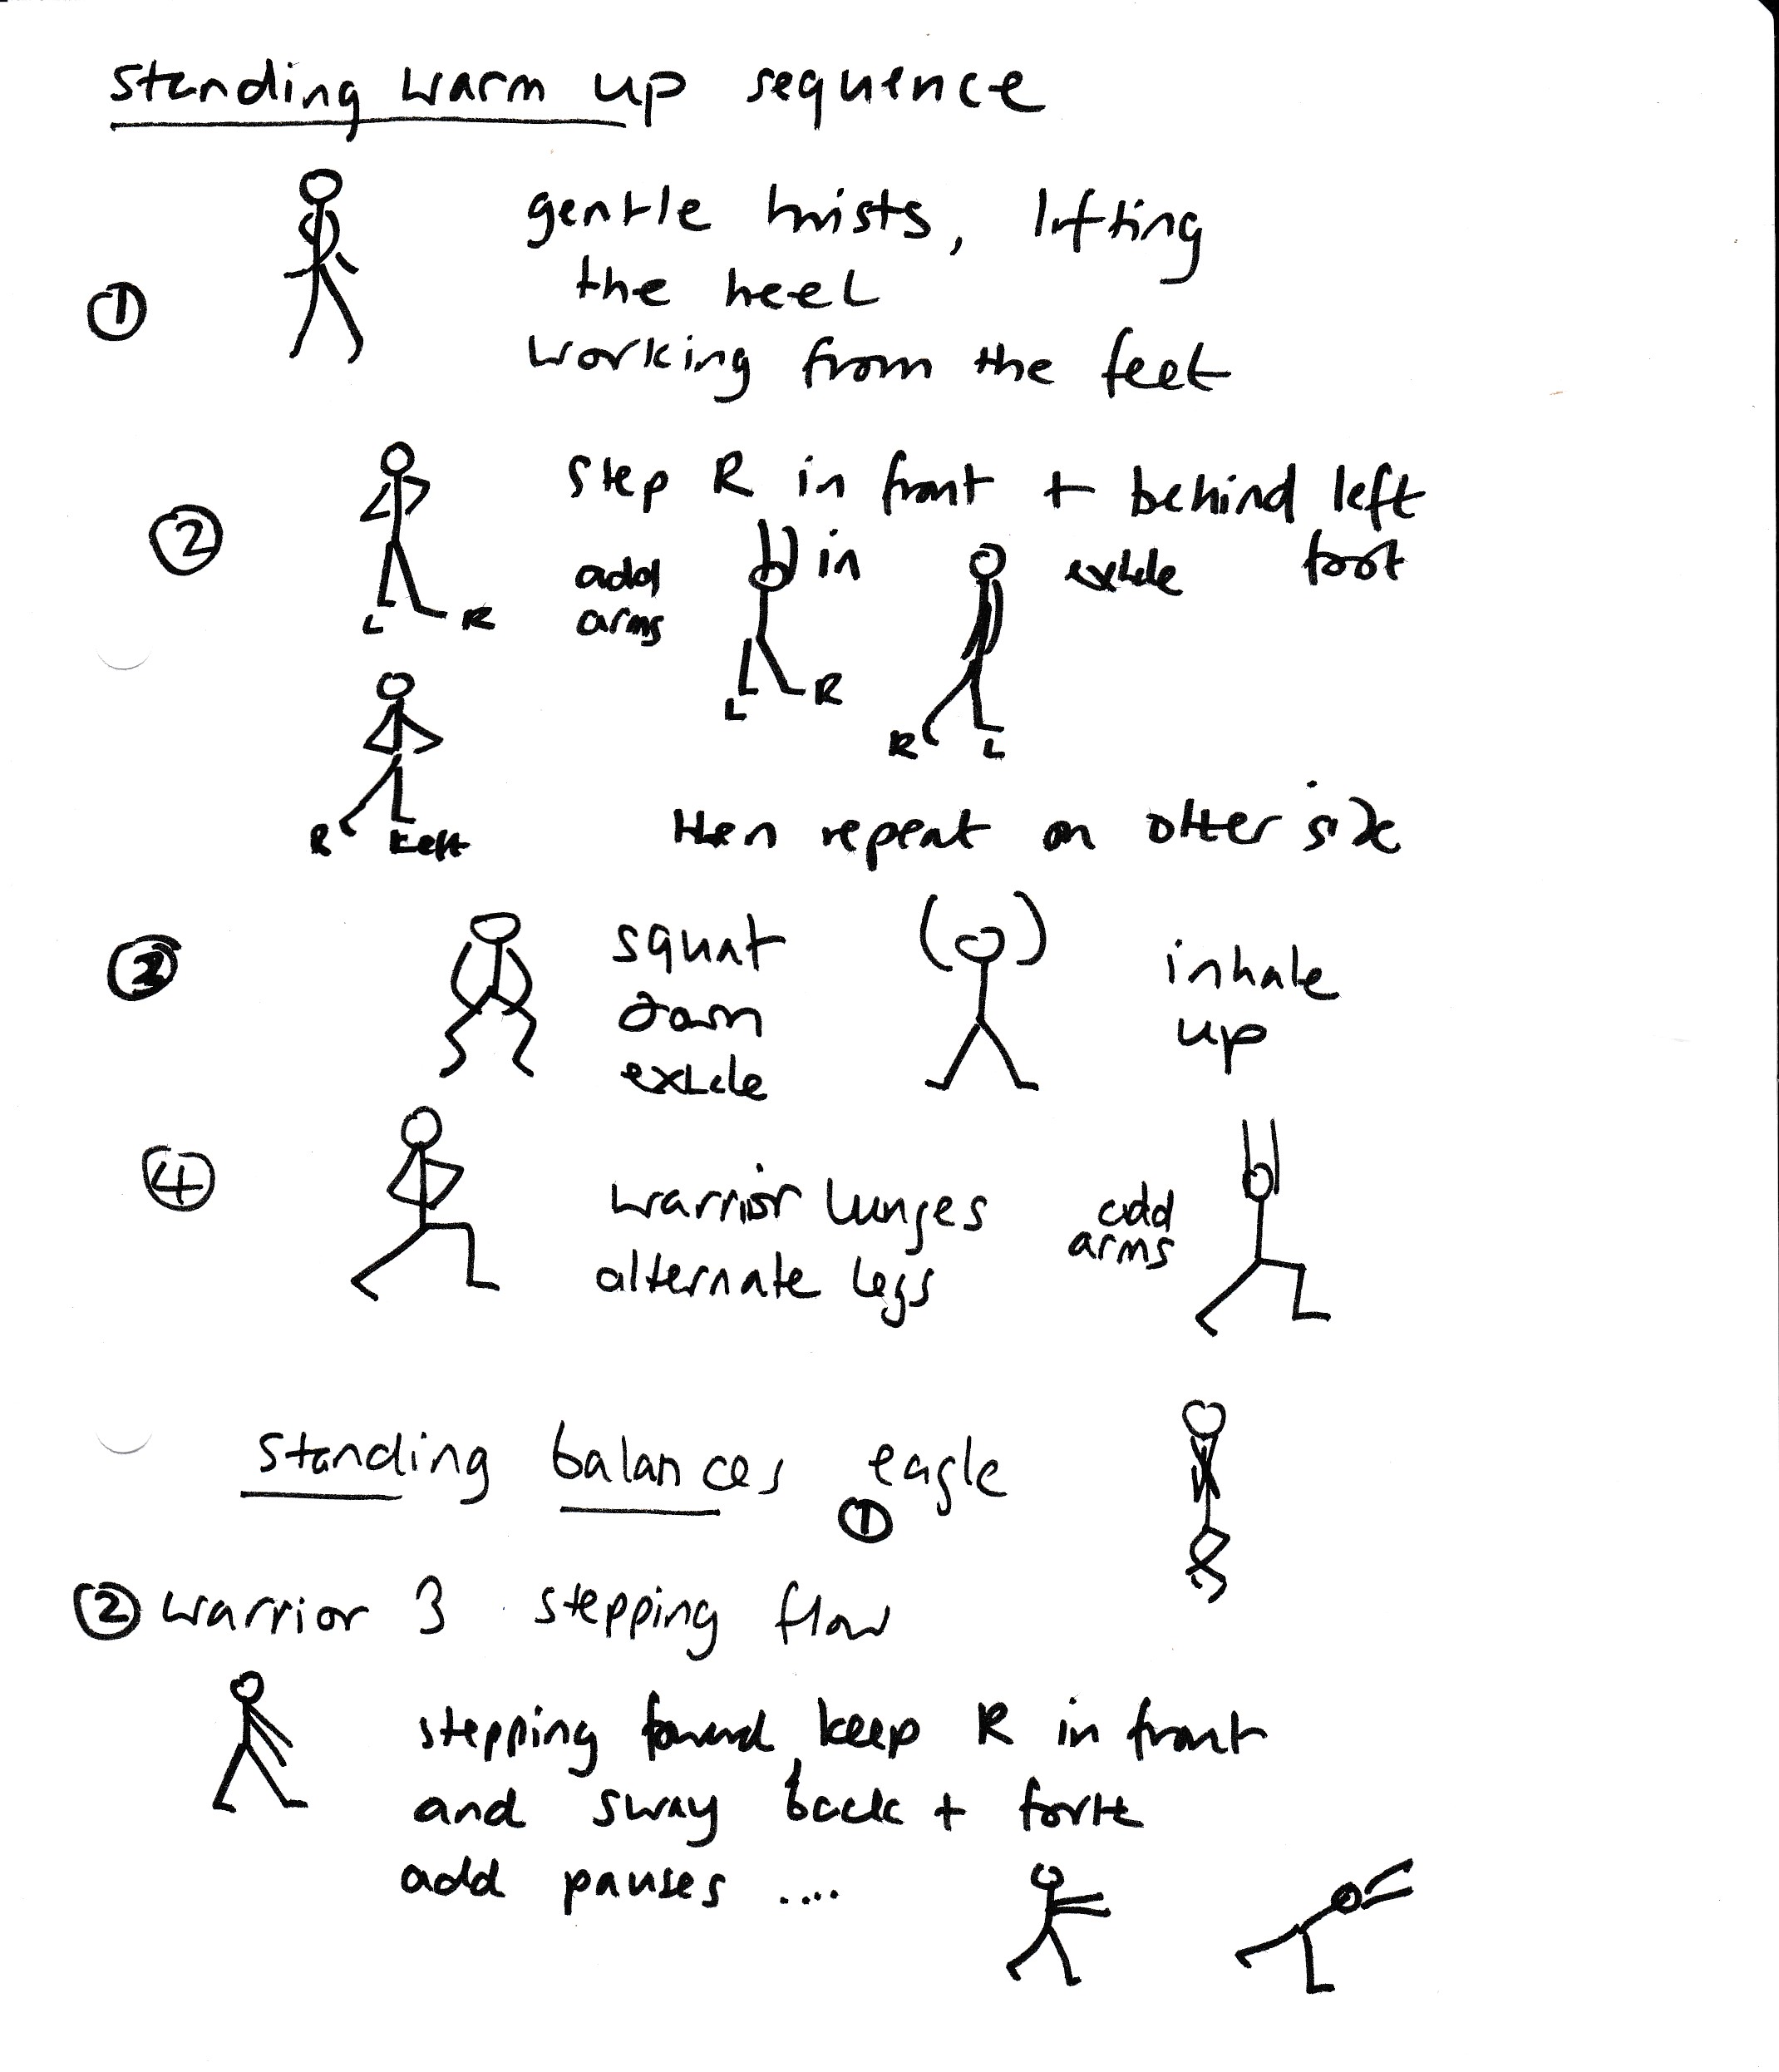 standing warm up sequence
gentle twists, lifting
the heel
① working from the feet
② step R in front + behind left
foot
add in exhale
arms
L R
L R
R L
R Left
then repeat on other side
③ squat inhale
down up
exhale
④ warrior lunges add
alternate legs arms
standing balances eagle
①
② warrior 3 stepping flow
stepping forward, keep R in front
and sway back + forth
add pauses ....